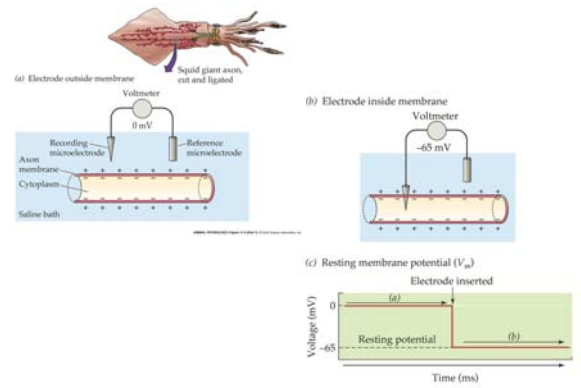 Squid giant axon,
cut and ligated
(a) Electrode outside membrane
Voltmeter
0 mV
Recording
microelectrode
Reference
microelectrode
Axon
membrane
Cytoplasm
Saline bath
(b) Electrode inside membrane
Voltmeter
–65 mV
(c) Resting membrane potential (Vm)
Electrode inserted
Voltage (mV)
0
(a)
Resting potential
(b)
–65
Time (ms)